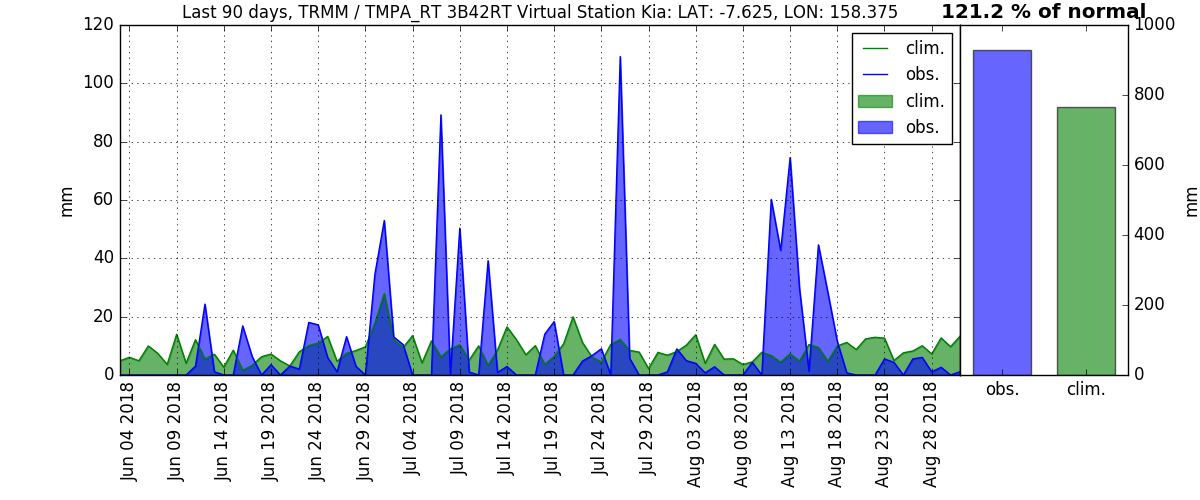 Last 90 days, TRMM / TMPA_RT 3B42RT Virtual Station Kia: LAT: -7.625, LON: 158.375
121.2 % of normal
120
100
80
60
40
20
0
mm
clim.
obs.
clim.
obs.
Jun 04 2018
Jun 09 2018
Jun 14 2018
Jun 19 2018
Jun 24 2018
Jun 29 2018
Jul 04 2018
Jul 09 2018
Jul 14 2018
Jul 19 2018
Jul 24 2018
Jul 29 2018
Aug 03 2018
Aug 08 2018
Aug 13 2018
Aug 18 2018
Aug 23 2018
Aug 28 2018
1000
800
600
400
200
0
mm
obs.
clim.